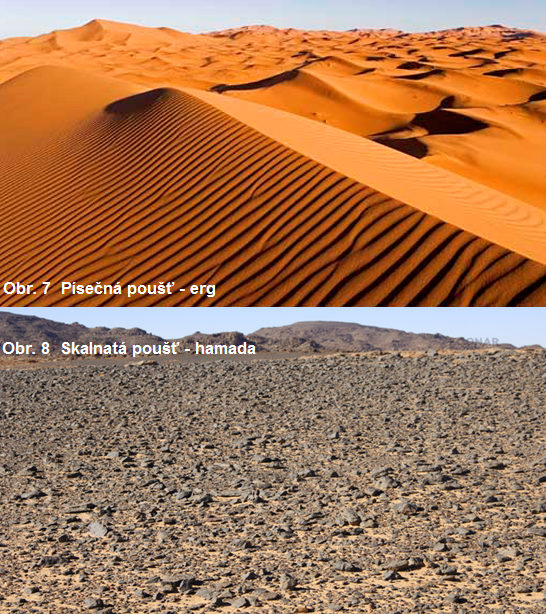 Obr. 7 Písečná poušť - erg
Obr. 8 Skalnatá poušť - hamada